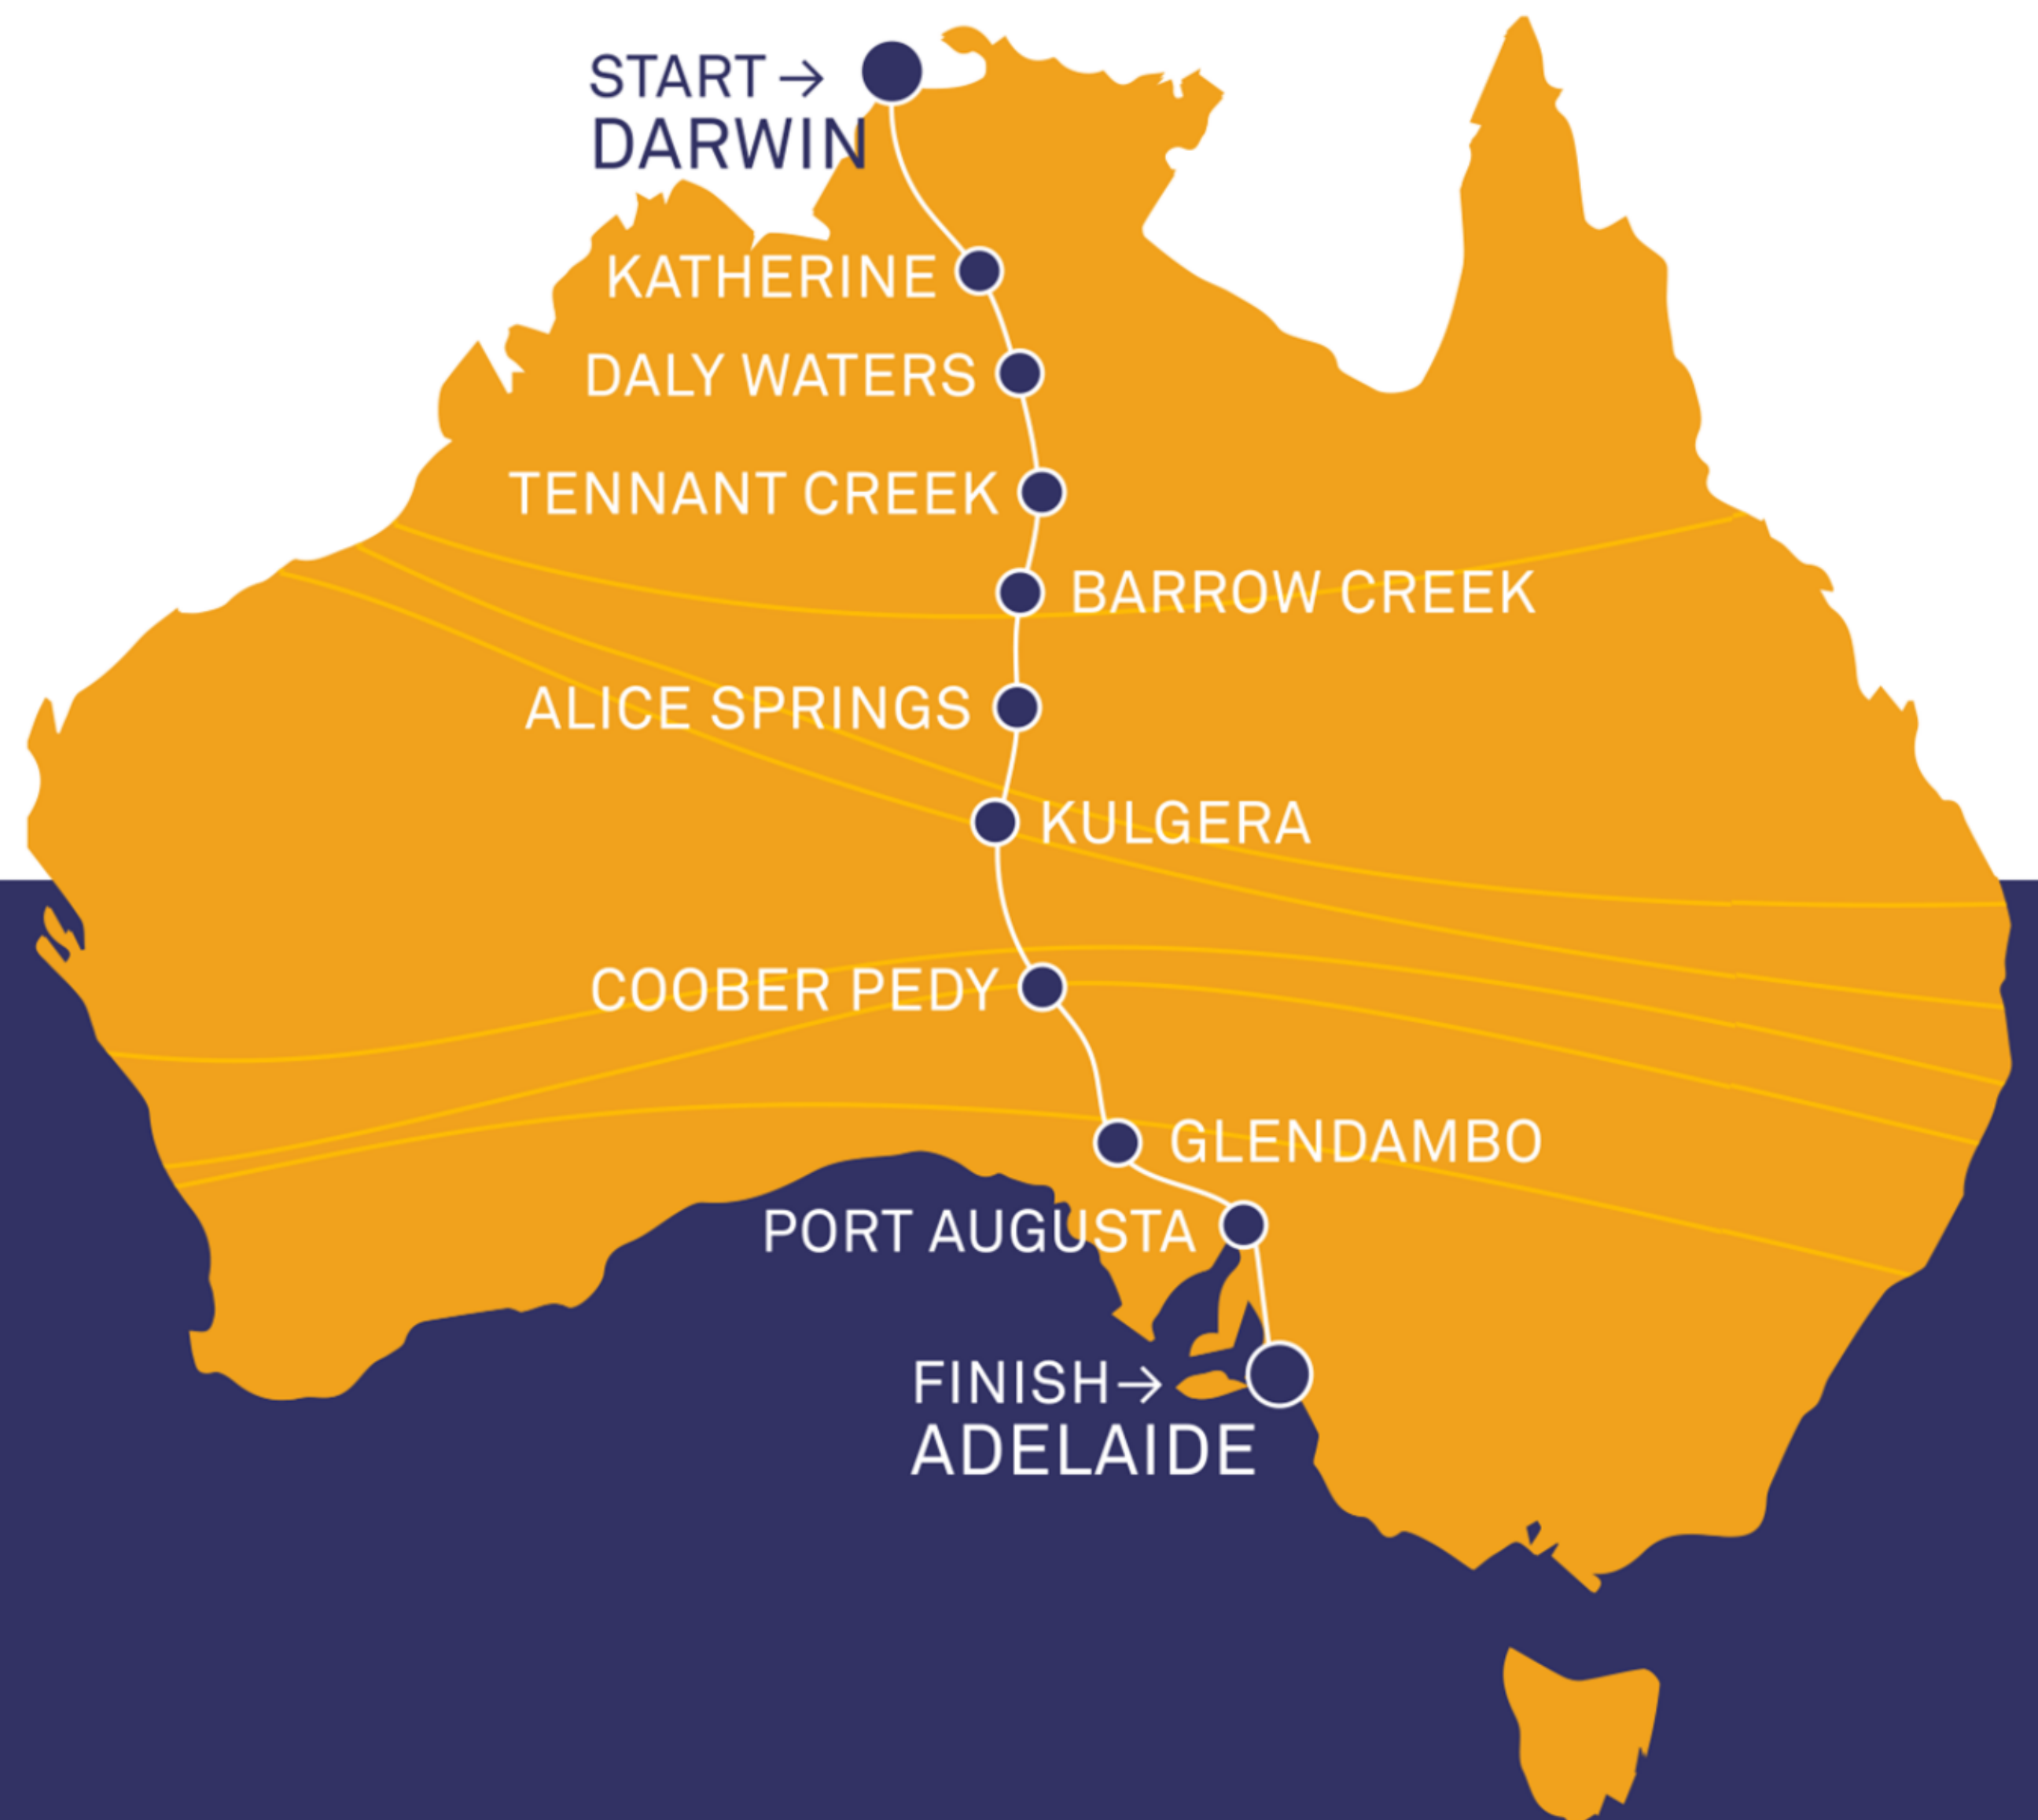 START →
DARWIN
KATHERINE
DALY WATERS
TENNANT CREEK
BARROW CREEK
ALICE SPRINGS
KULGERA
COOBER PEDY
GLENDAMBO
PORT AUGUSTA
FINISH→
ADELAIDE